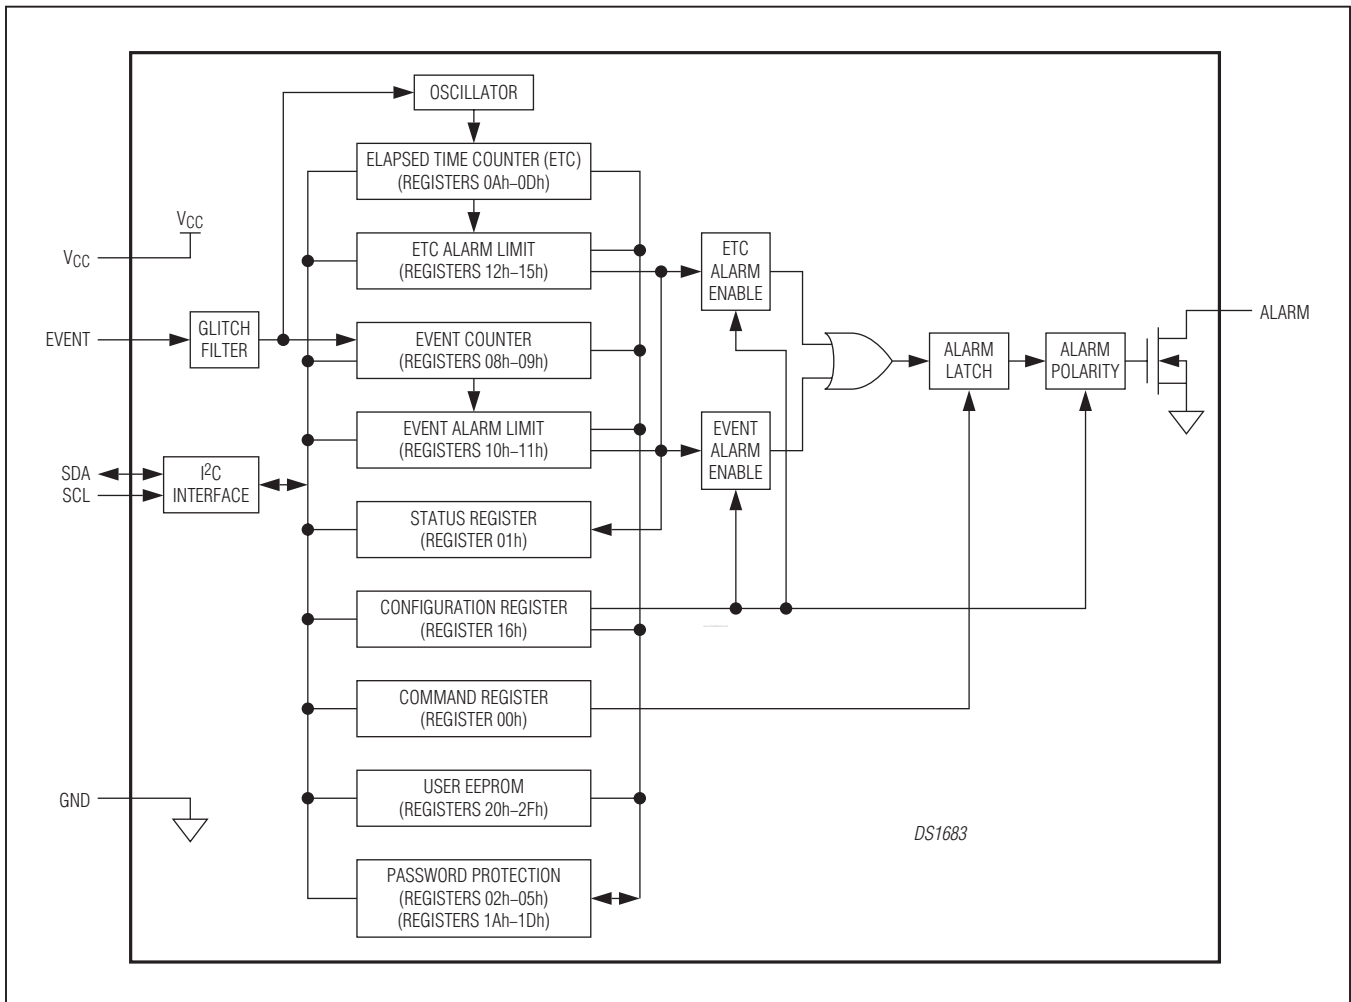 OSCILLATOR
ELAPSED TIME COUNTER (ETC)
(REGISTERS 0Ah–0Dh)
VCC
VCC
ETC ALARM LIMIT
(REGISTERS 12h–15h)
ETC
ALARM
ENABLE
EVENT
GLITCH
FILTER
EVENT COUNTER
(REGISTERS 08h–09h)
ALARM
LATCH
ALARM
POLARITY
ALARM
EVENT ALARM LIMIT
(REGISTERS 10h–11h)
EVENT
ALARM
ENABLE
SDA
SCL
I2C
INTERFACE
STATUS REGISTER
(REGISTER 01h)
CONFIGURATION REGISTER
(REGISTER 16h)
COMMAND REGISTER
(REGISTER 00h)
GND
USER EEPROM
(REGISTERS 20h–2Fh)
DS1683
PASSWORD PROTECTION
(REGISTERS 02h–05h)
(REGISTERS 1Ah–1Dh)